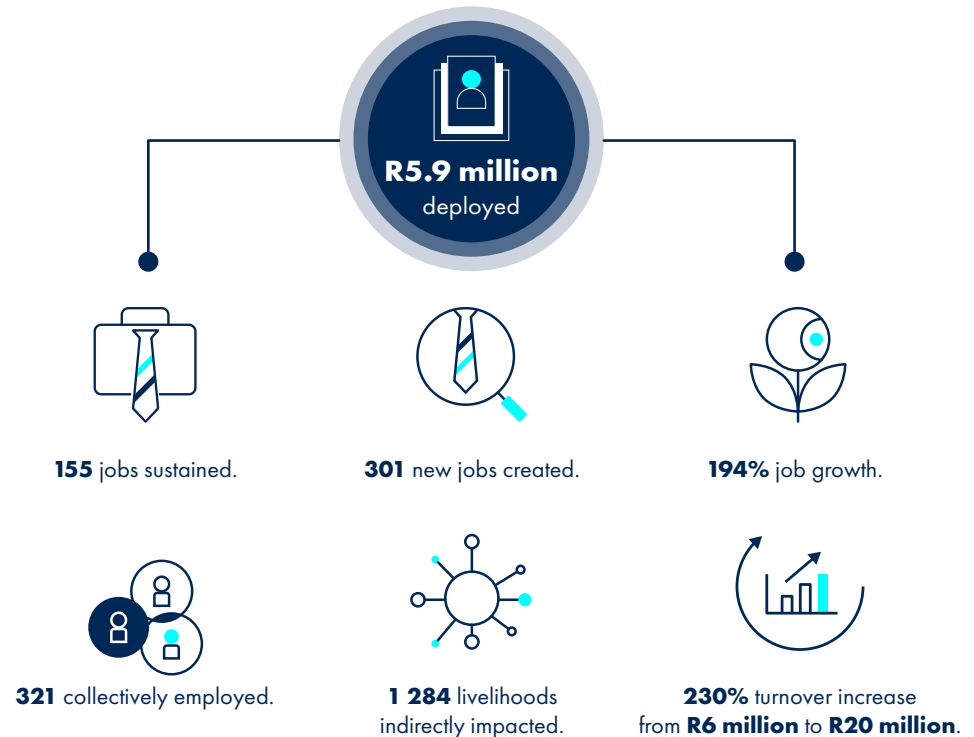 R5.9 million
deployed
155 jobs sustained.
301 new jobs created.
194% job growth.
321 collectively employed.
1 284 livelihoods
indirectly impacted.
230% turnover increase
from R6 million to R20 million.